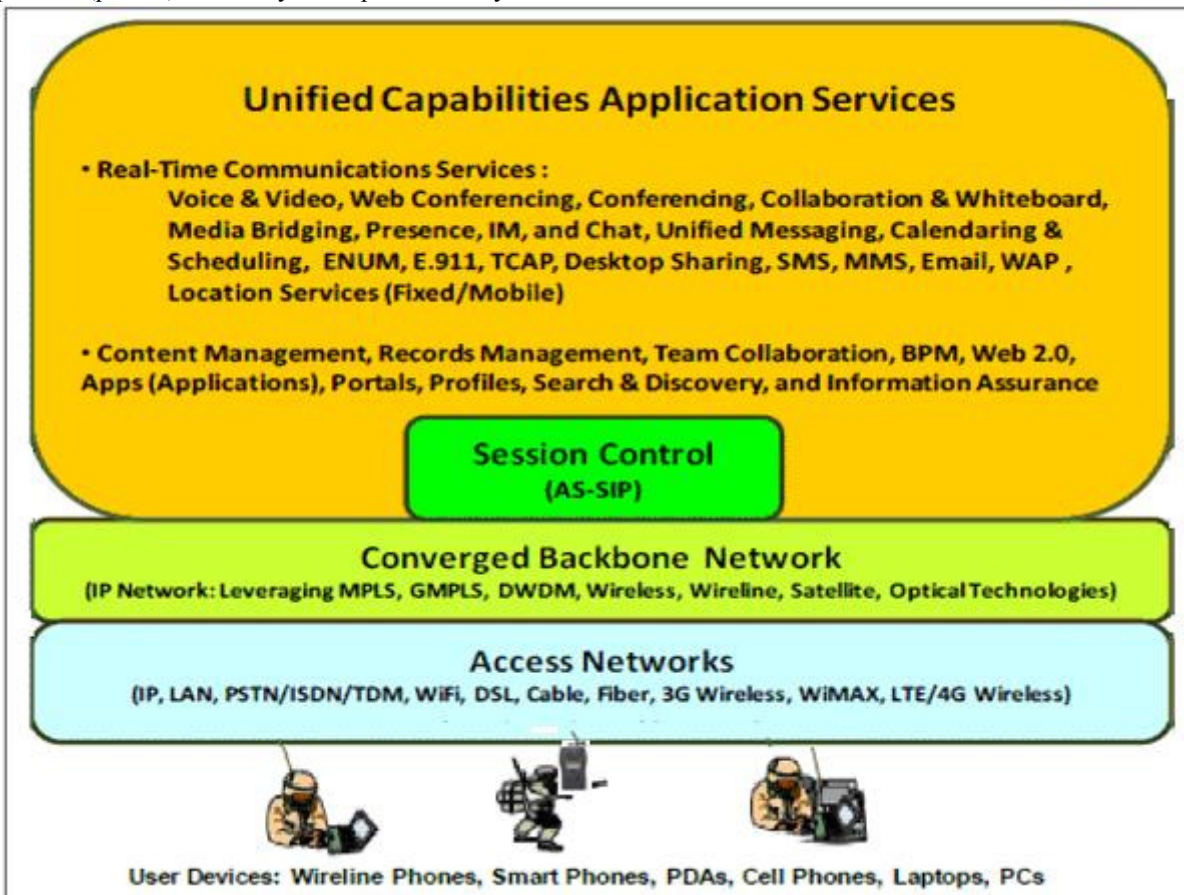 Unified Capabilities Application Services
• Real-Time Communications Services :
Voice & Video, Web Conferencing, Conferencing, Collaboration & Whiteboard,
Media Bridging, Presence, IM, and Chat, Unified Messaging, Calendaring &
Scheduling, ENUM, E.911, TCAP, Desktop Sharing, SMS, MMS, Email, WAP ,
Location Services (Fixed/Mobile)
• Content Management, Records Management, Team Collaboration, BPM, Web 2.0,
Apps (Applications), Portals, Profiles, Search & Discovery, and Information Assurance
Session Control
(AS-SIP)
Converged Backbone Network
(IP Network: Leveraging MPLS, GMPLS, DWDM, Wireless, Wireline, Satellite, Optical Technologies)
Access Networks
(IP, LAN, PSTN/ISDN/TDM, WiFi, DSL, Cable, Fiber, 3G Wireless, WiMAX, LTE/4G Wireless)
User Devices: Wireline Phones, Smart Phones, PDAs, Cell Phones, Laptops, PCs